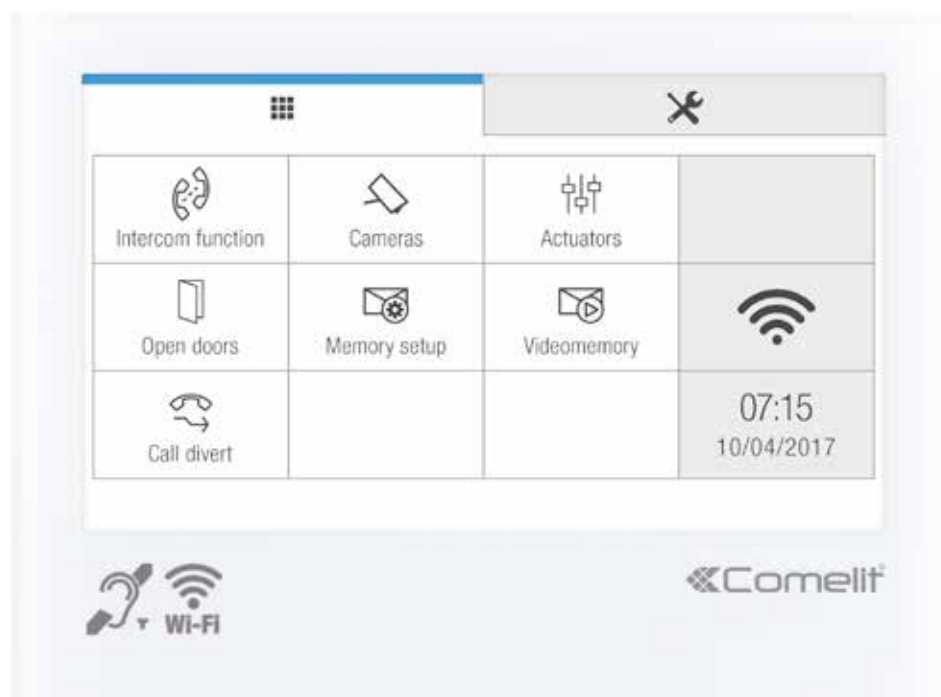 Intercom function
Cameras
Actuators
Open doors
Memory setup
Videomemory
Call divert
07:15
10/04/2017
T
Wi-Fi
Comelit